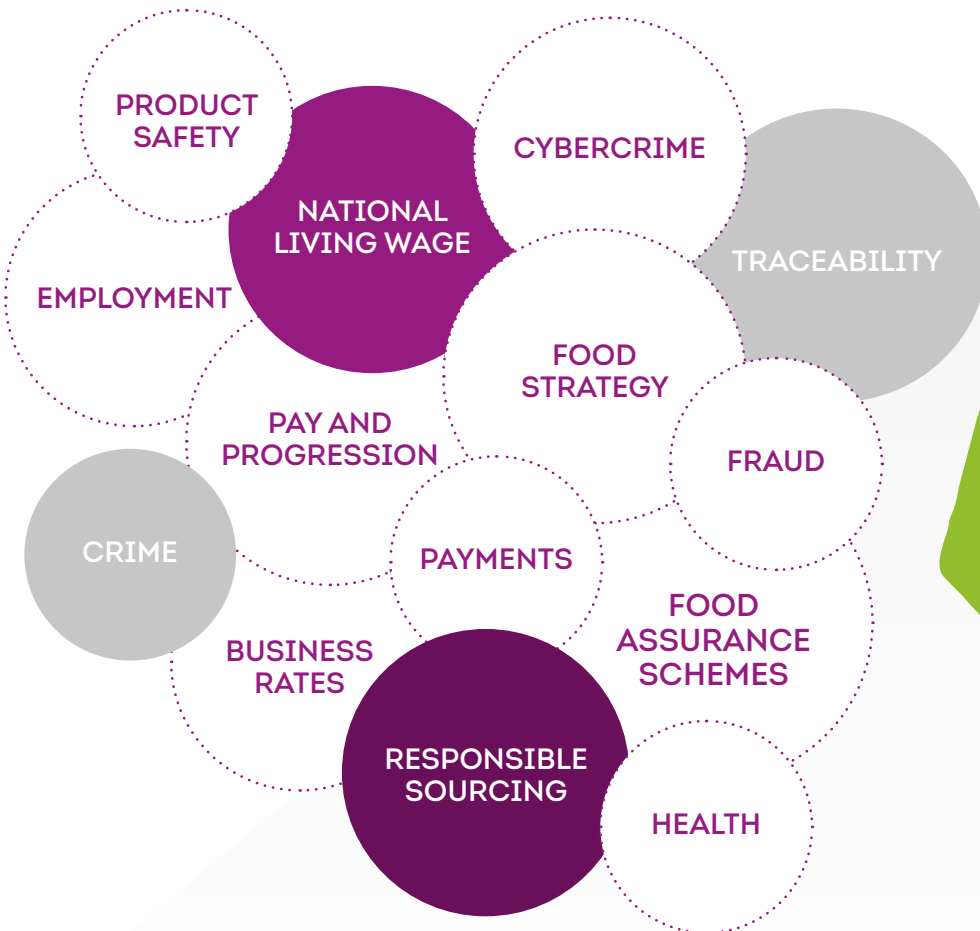 PRODUCT
SAFETY
CYBERCRIME
NATIONAL
LIVING WAGE
TRACEABILITY
EMPLOYMENT
FOOD
STRATEGY
PAY AND
PROGRESSION
FRAUD
CRIME
PAYMENTS
FOOD
ASSURANCE
SCHEMES
BUSINESS
RATES
RESPONSIBLE
SOURCING
HEALTH